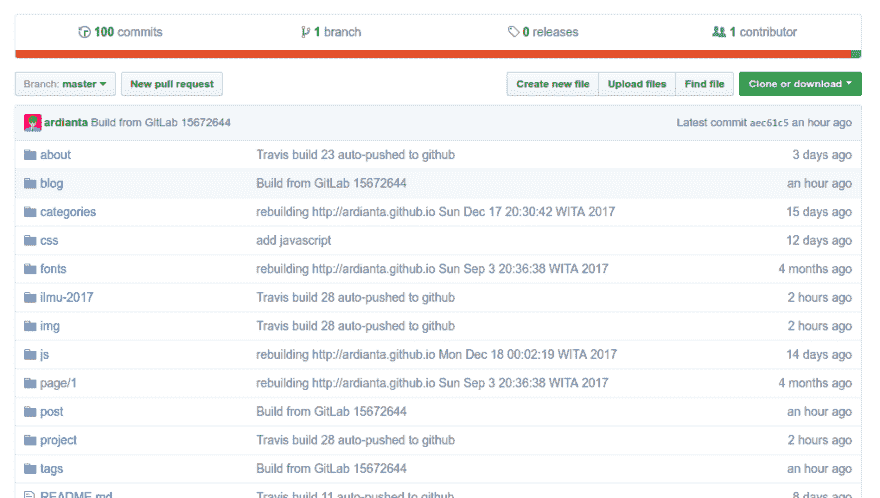 100 commits 1 branch 0 releases 1 contributor
Branch: master New pull request Create new file Upload files Find file Clone or download
ardianta Build from GitLab 15672644 Latest commit aec61c5 an hour ago
about Travis build 23 auto-pushed to github 3 days ago
blog Build from GitLab 15672644 an hour ago
categories rebuilding http://ardianta.github.io Sun Dec 17 20:30:42 WITA 2017 15 days ago
css add javascript 12 days ago
fonts rebuilding http://ardianta.github.io Sun Sep 3 20:36:38 WITA 2017 4 months ago
ilmu-2017 Travis build 28 auto-pushed to github 2 hours ago
img Travis build 28 auto-pushed to github 2 hours ago
js rebuilding http://ardianta.github.io Mon Dec 18 00:02:19 WITA 2017 14 days ago
page/1 rebuilding http://ardianta.github.io Sun Sep 3 20:36:38 WITA 2017 4 months ago
post Build from GitLab 15672644 an hour ago
project Travis build 28 auto-pushed to github 2 hours ago
tags Build from GitLab 15672644 an hour ago
README.md Travis build 11 auto-pushed to github 8 days ago